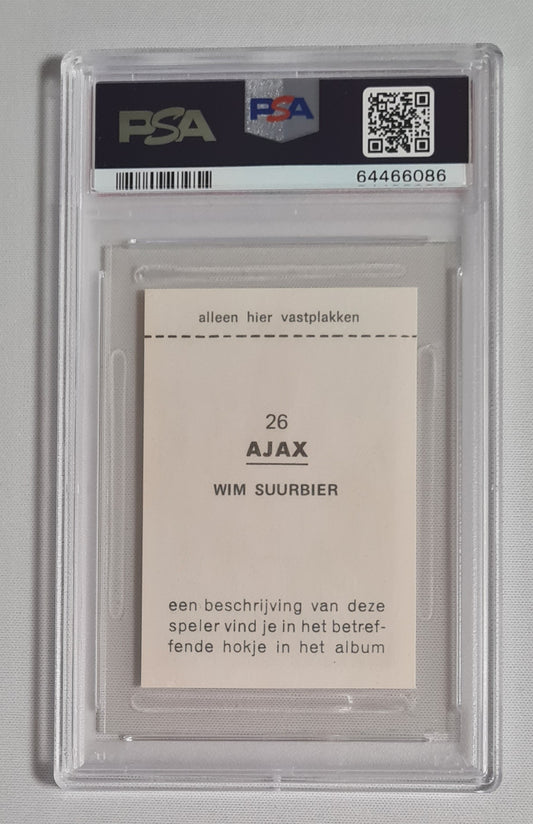 PSA
PSA
64466086
alleen hier vastplakken
26
AJAX
WIM SUURBIER
een beschrijving van deze
speler vind je in het betref-
fende hokje in het album